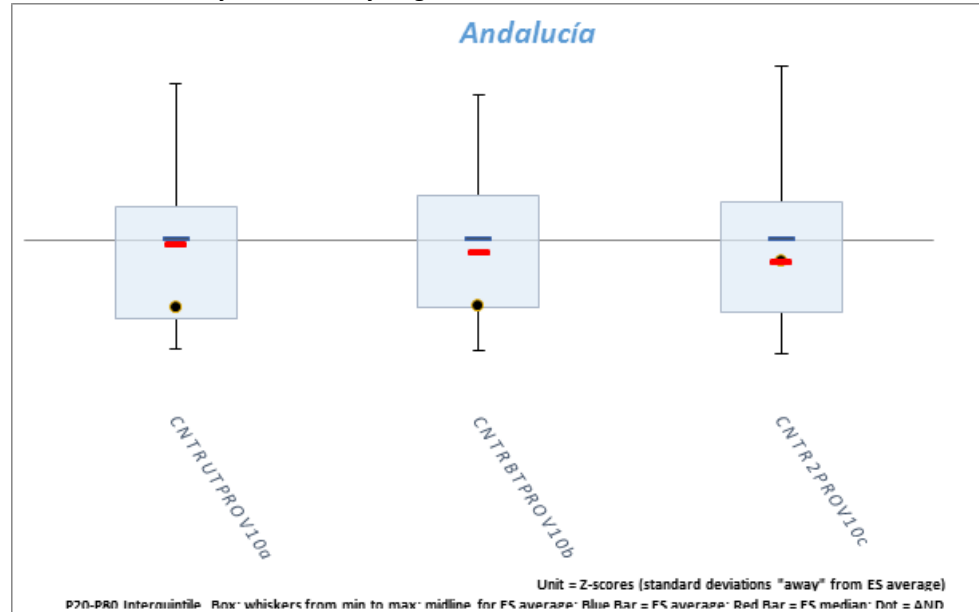 Andalucía
CNTRUTPROV10a
CNTRBTPROV10b
CNTR2PROV10c
Unit = Z-scores (standard deviations "away" from ES average)
P20-P80 Interquintile Box; whiskers from min to max; midline for ES average; Blue Bar = ES average; Red Bar = ES median; Dot = AND